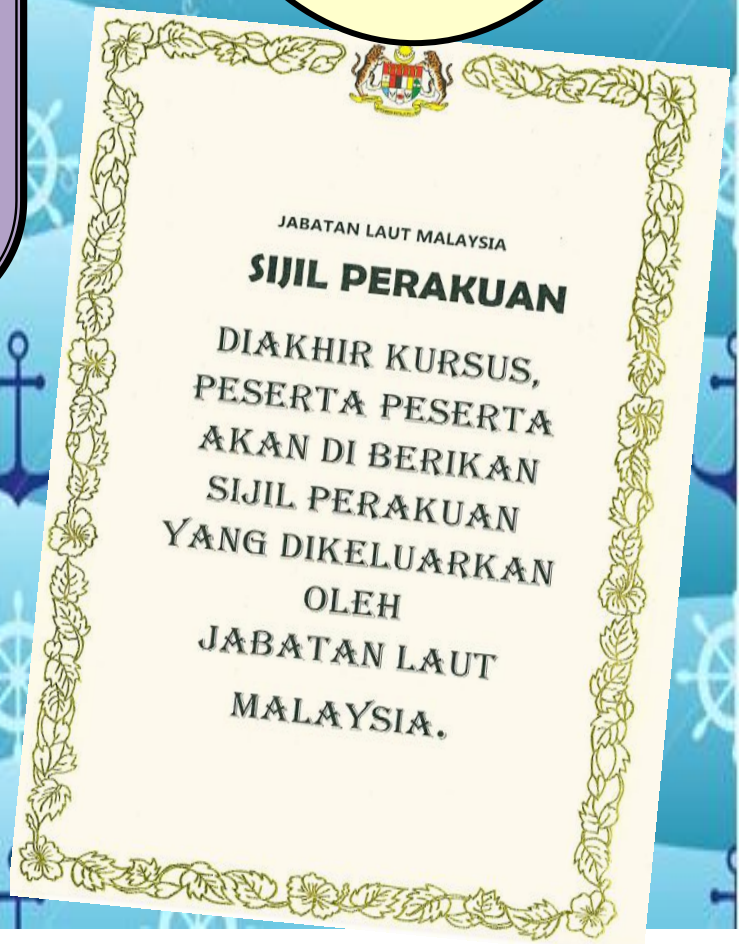 JABATAN LAUT MALAYSIA
SIJIL PERAKUAN
DIAKHIR KURSUS,
PESERTA PESERTA
AKAN DI BERIKAN
SIJIL PERAKUAN
YANG DIKELUARKAN
OLEH
JABATAN LAUT
MALAYSIA.